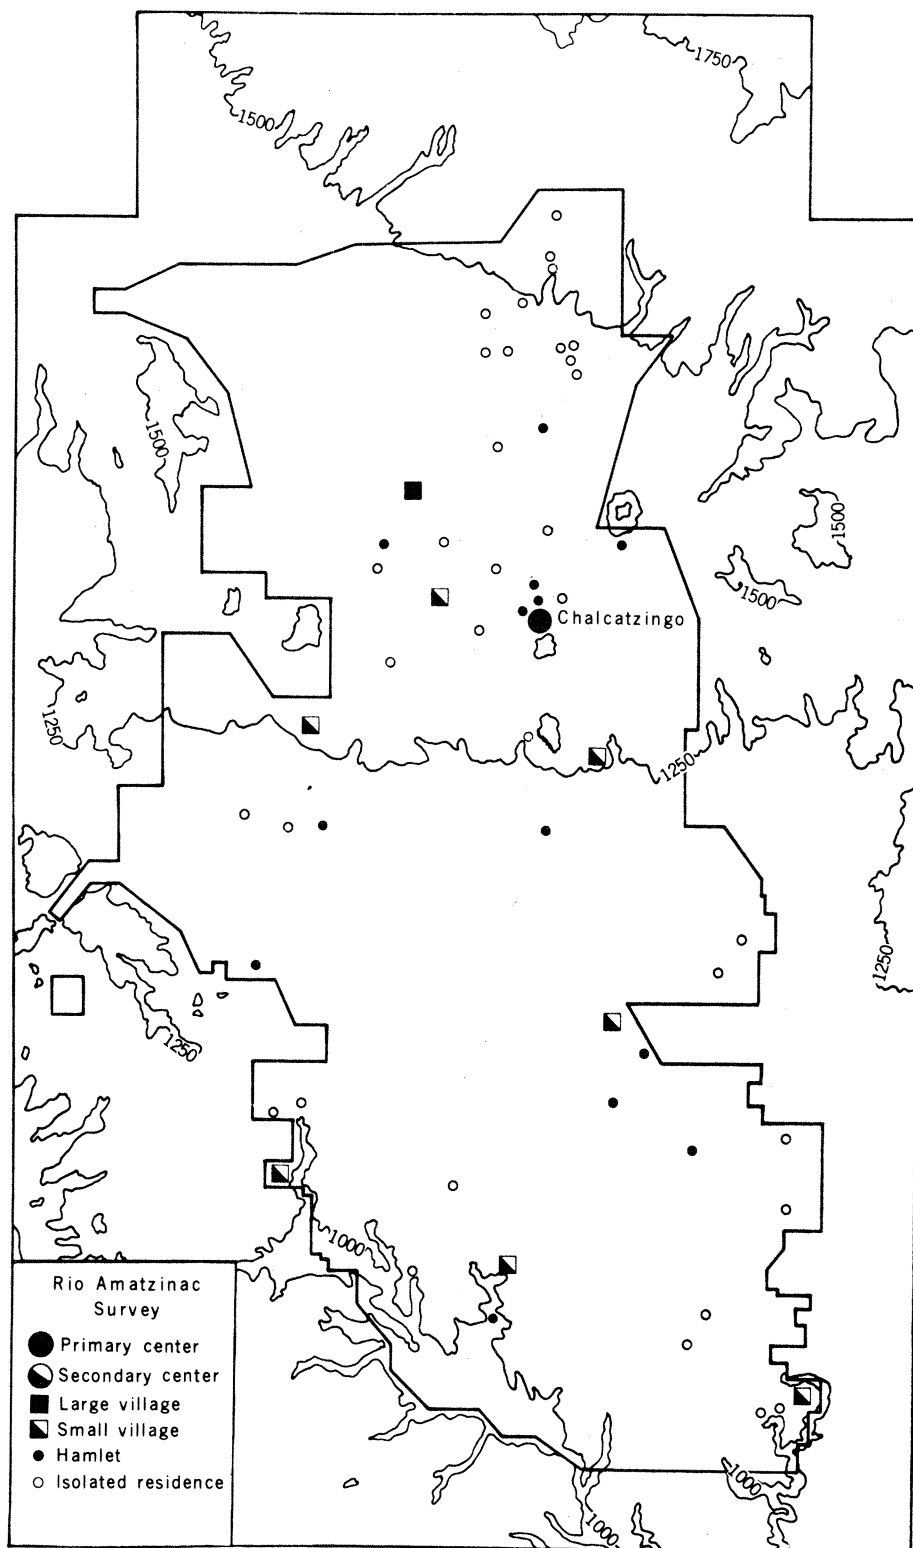 1750
1500
1500
1500
1500
Chalcatzingo
1250
1250
1250
1250
1000
Rio Amatzinac
Survey
Primary center
Secondary center
Large village
Small village
Hamlet
Isolated residence
1000
1000